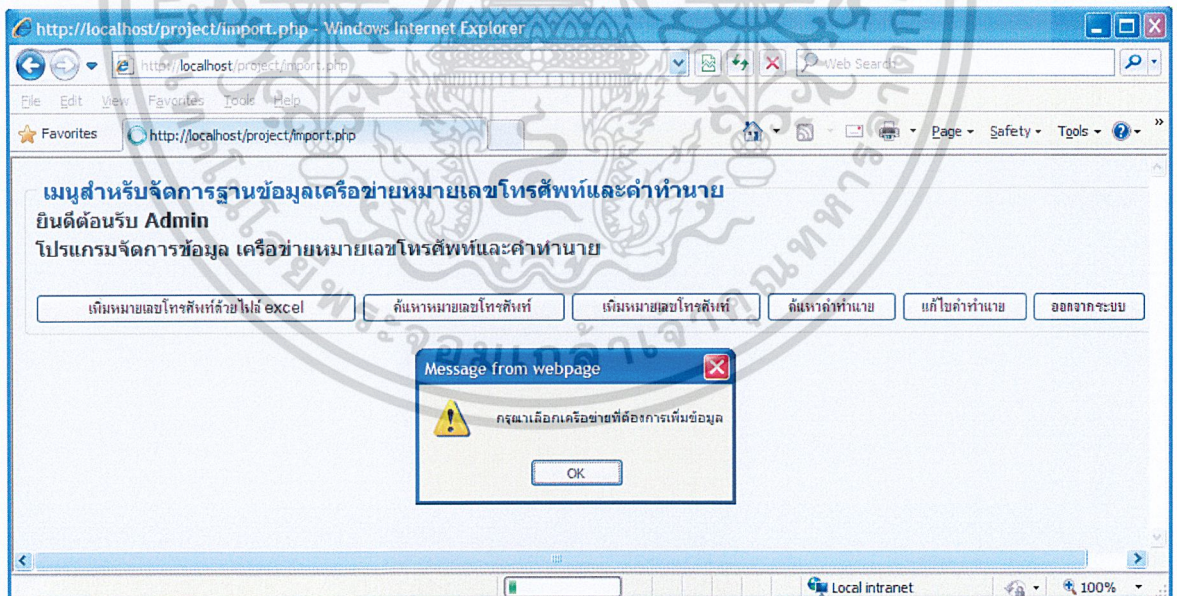 http://localhost/project/import.php - Windows Internet Explorer
http://localhost/project/import.php
Web Search
File Edit View Favorites Tools Help
Favorites
http://localhost/project/import.php
Page
Safety
Tools
เมนูสำหรับจัดการฐานข้อมูลเครือข่ายหมายเลขโทรศัพท์และคำทำนาย
ยินดีต้อนรับ Admin
โปรแกรมจัดการข้อมูล เครือข่ายหมายเลขโทรศัพท์และคำทำนาย
เพิ่มหมายเลขโทรศัพท์ด้วยไฟล์ excel
ค้นหาหมายเลขโทรศัพท์
เพิ่มหมายเลขโทรศัพท์
ค้นหาคำทำนาย
แก้ไขคำทำนาย
ออกจากระบบ
Message from webpage
กรุณาเลือกเครือข่ายที่ต้องการเพิ่มข้อมูล
OK
Local intranet
100%